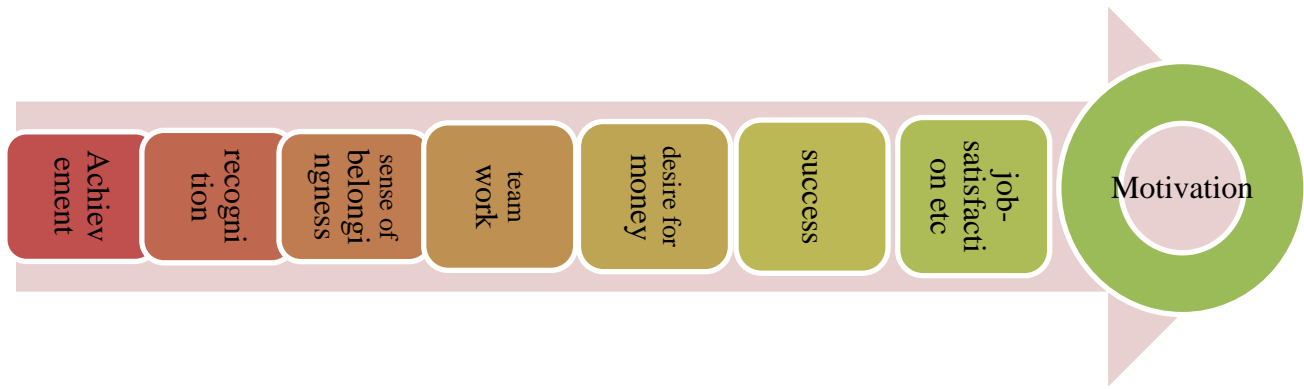 Achiev
ement
recogni
tion
sense of
belongi
ngness
team
work
desire for
money
success
job-
satisfacti
on etc
Motivation